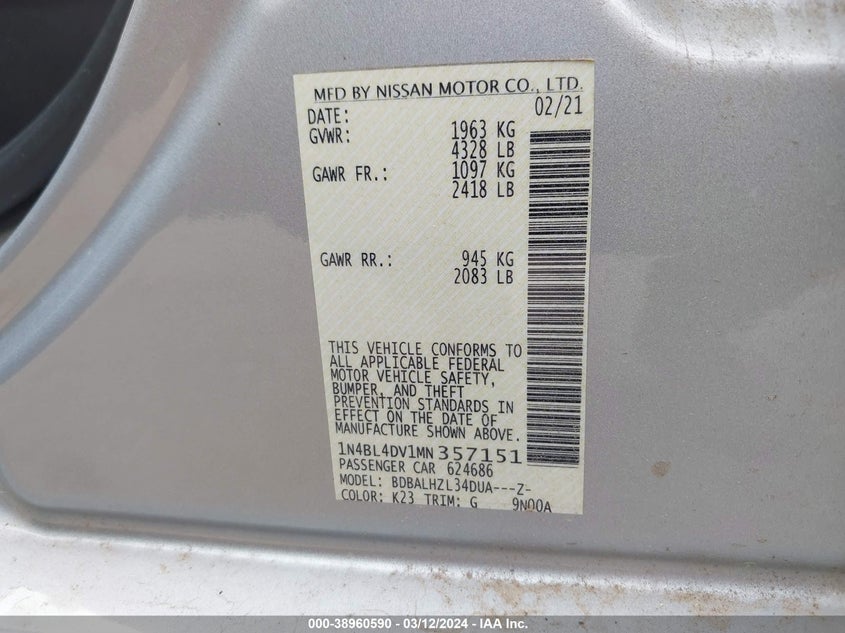 MFD BY NISSAN MOTOR CO., LTD.
DATE: 02/21
GVWR: 1963 KG
4328 LB
GAWR FR.: 1097 KG
2418 LB
GAWR RR.: 945 KG
2083 LB
THIS VEHICLE CONFORMS TO
ALL APPLICABLE FEDERAL
MOTOR VEHICLE SAFETY,
BUMPER, AND THEFT
PREVENTION STANDARDS IN
EFFECT ON THE DATE OF
MANUFACTURE SHOWN ABOVE.
1N4BL4DV1MN357151
PASSENGER CAR 624686
MODEL: BDBALHZL34DUA---Z-
COLOR: K23 TRIM: G 9N00A
000-38960590 - 03/12/2024 - IAA Inc.